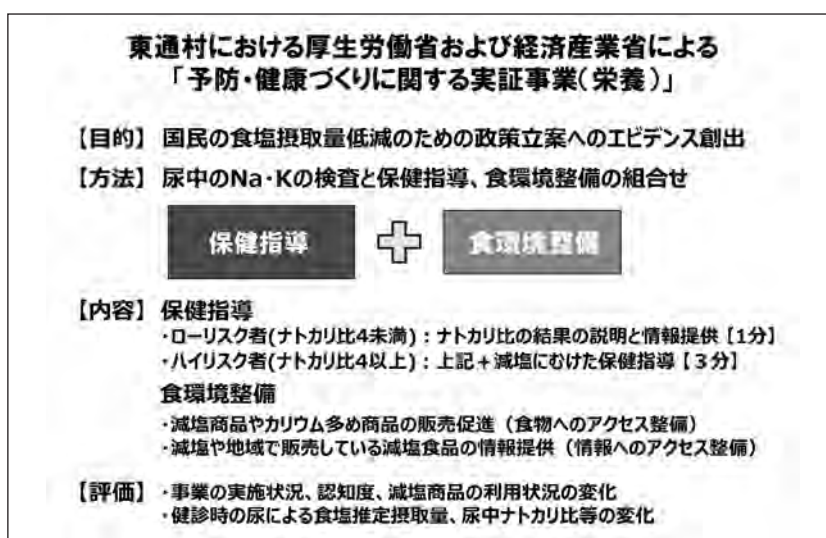 東通村における厚生労働省および経済産業省による
「予防・健康づくりに関する実証事業（栄養）」
【目的】 国民の食塩摂取量低減のための政策立案へのエビデンス創出
【方法】 尿中のNa・Kの検査と保健指導、食環境整備の組合せ
保健指導 食環境整備
【内容】 保健指導
・ローリスク者(ナトカリ比4未満)：ナトカリ比の結果の説明と情報提供【1分】
・ハイリスク者(ナトカリ比4以上)：上記＋減塩にむけた保健指導【３分】
食環境整備
・減塩商品やカリウム多め商品の販売促進（食物へのアクセス整備）
・減塩や地域で販売している減塩食品の情報提供（情報へのアクセス整備）
【評価】 ・事業の実施状況、認知度、減塩商品の利用状況の変化
・健診時の尿による食塩推定摂取量、尿中ナトカリ比等の変化